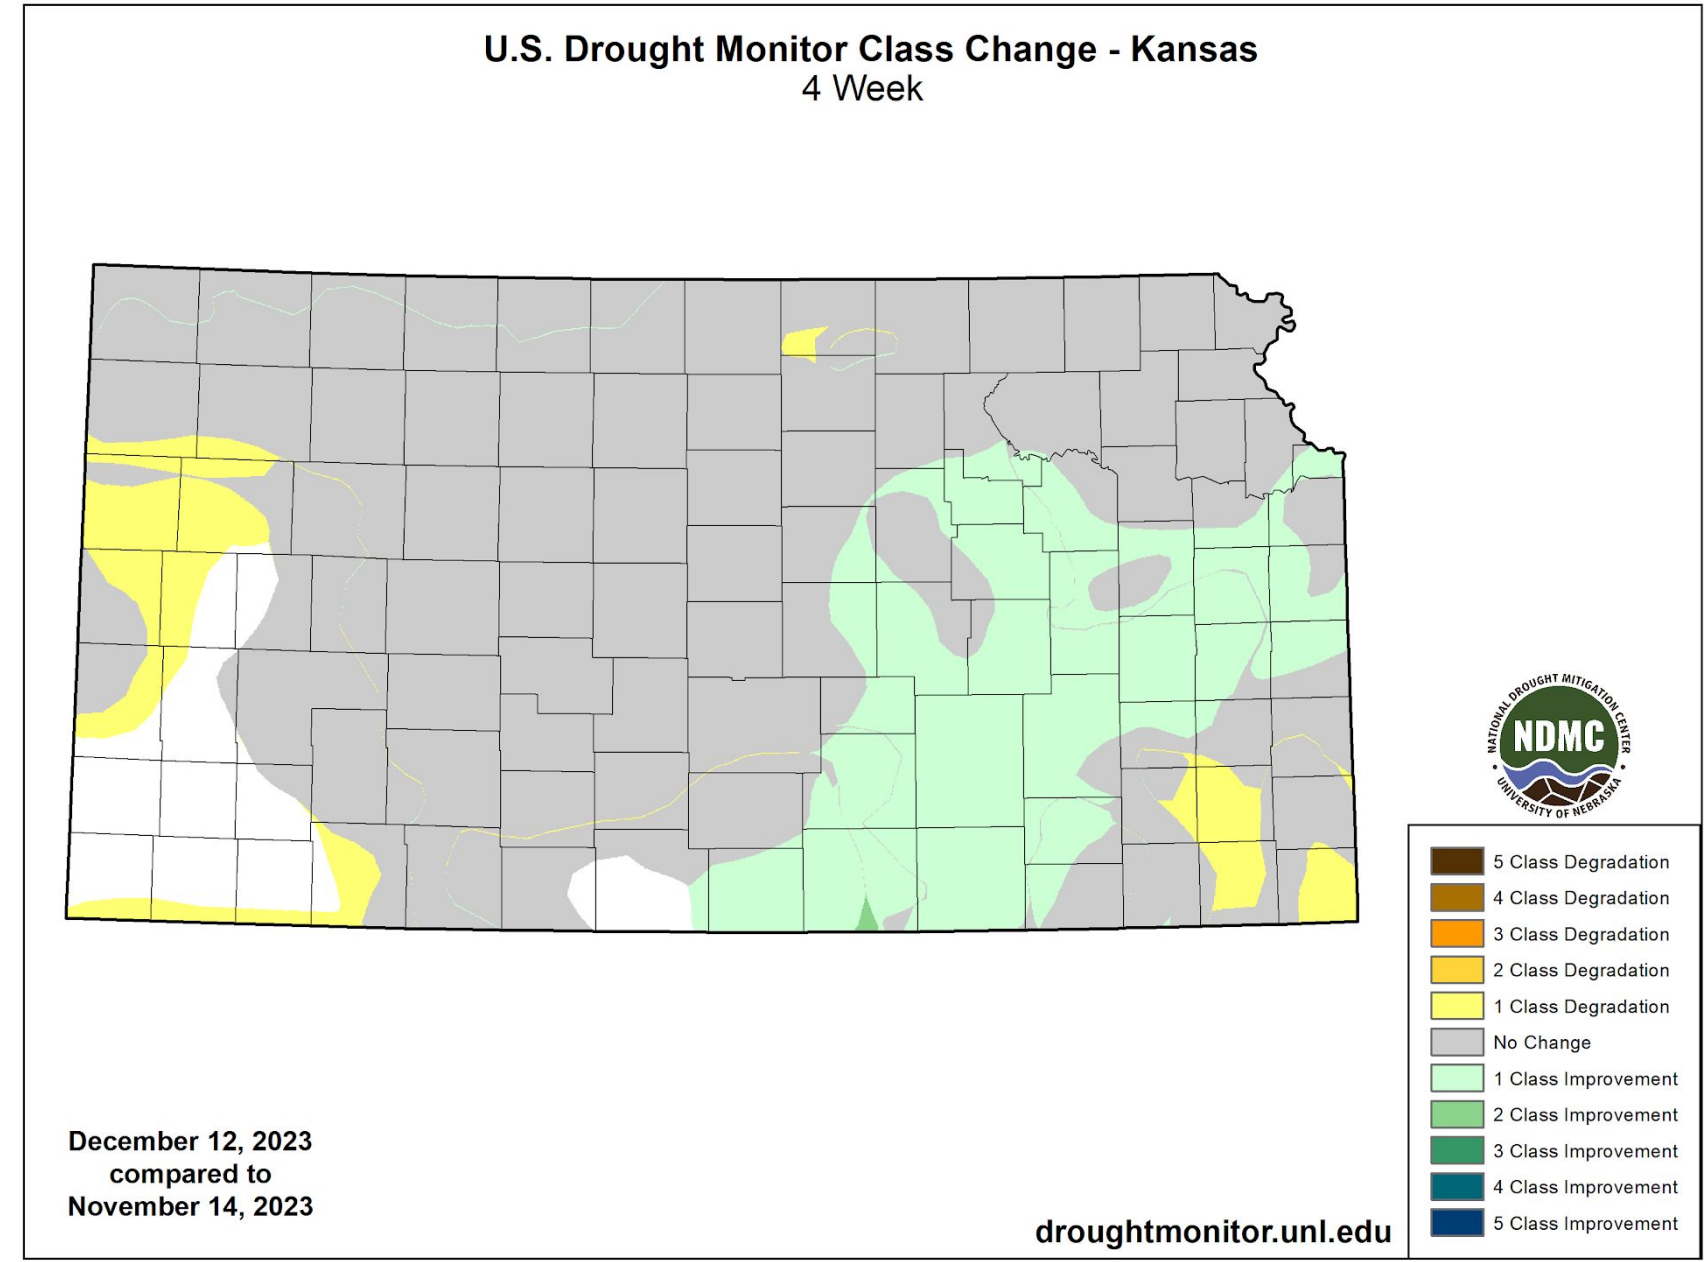 U.S. Drought Monitor Class Change - Kansas
4 Week
NATIONAL DROUGHT MITIGATION CENTER
NDMC
UNIVERSITY OF NEBRASKA
5 Class Degradation
4 Class Degradation
3 Class Degradation
2 Class Degradation
1 Class Degradation
No Change
1 Class Improvement
2 Class Improvement
3 Class Improvement
4 Class Improvement
5 Class Improvement
December 12, 2023
compared to
November 14, 2023
droughtmonitor.unl.edu